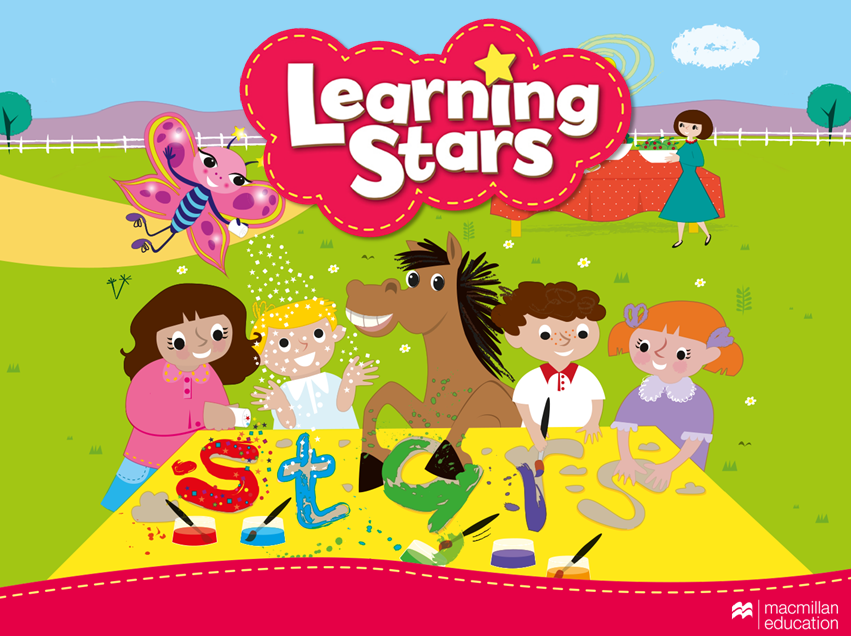 Learning
Stars
stars
macmillan
education